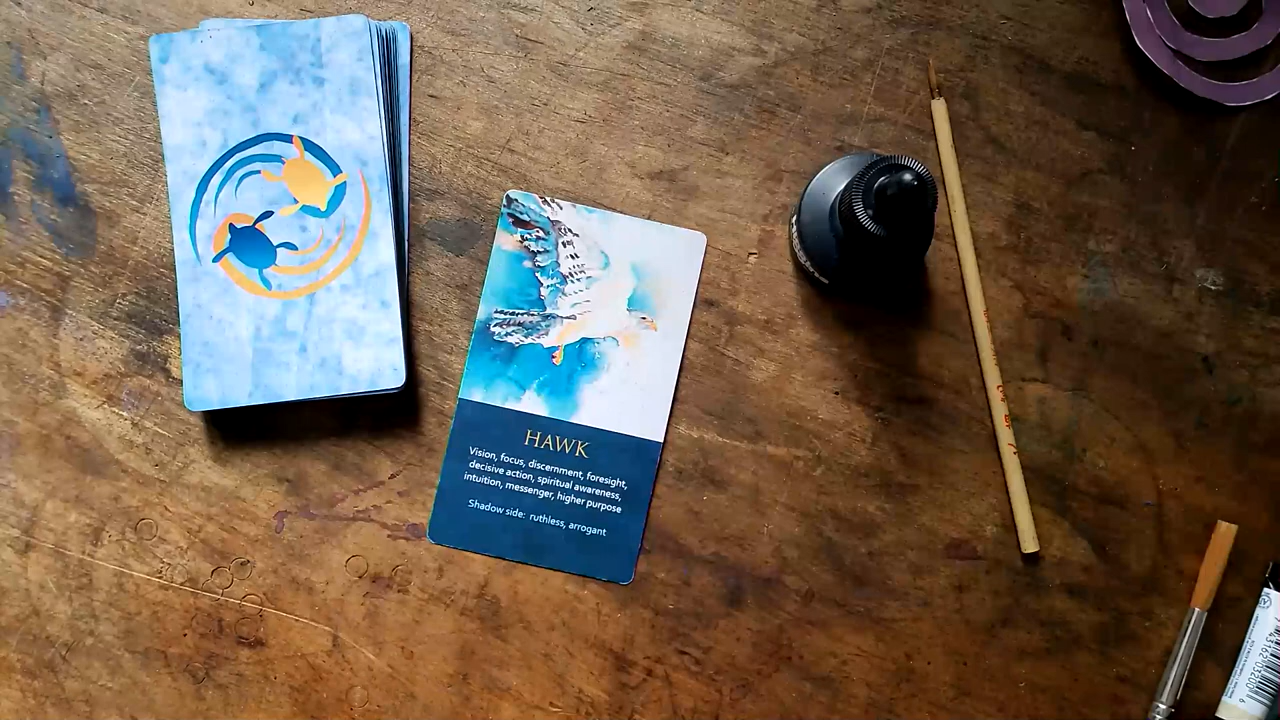 HAWK
Vision, focus, discernment, foresight,
decisive action, spiritual awareness,
intuition, messenger, higher purpose
Shadow side: ruthless, arrogant